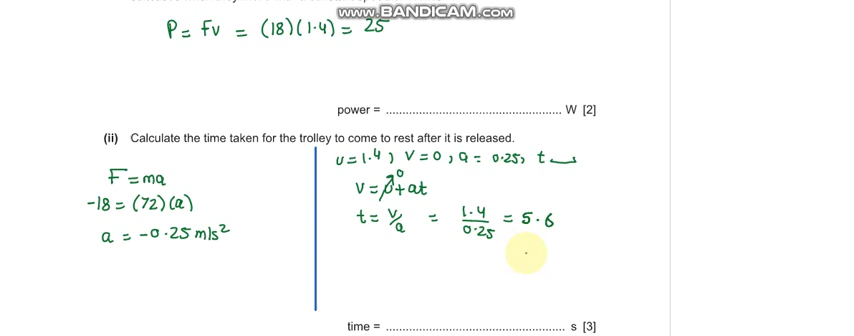 www.BANDICAM.com
P = Fv = (18)(1.4) = 25
power = ........................................................ W [2]
(ii) Calculate the time taken for the trolley to come to rest after it is released.
u = 1.4, v = 0, a = 0.25, t
F = ma
v = u + at
0
-18 = (72)(a)
t = v/a = 1.4/0.25 = 5.6
a = -0.25 m/s²
time = ........................................................ s [3]